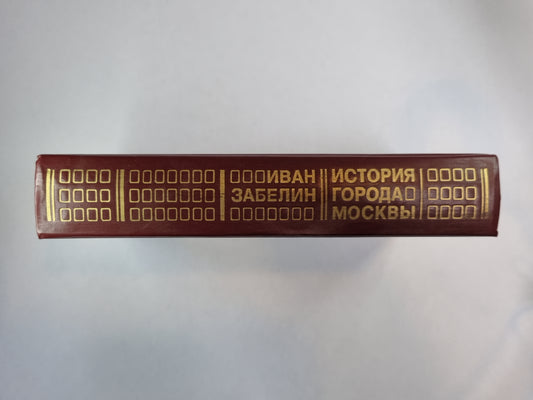 ИВАН
ЗАБЕЛИН
ИСТОРИЯ
ГОРОДА
МОСКВЫ